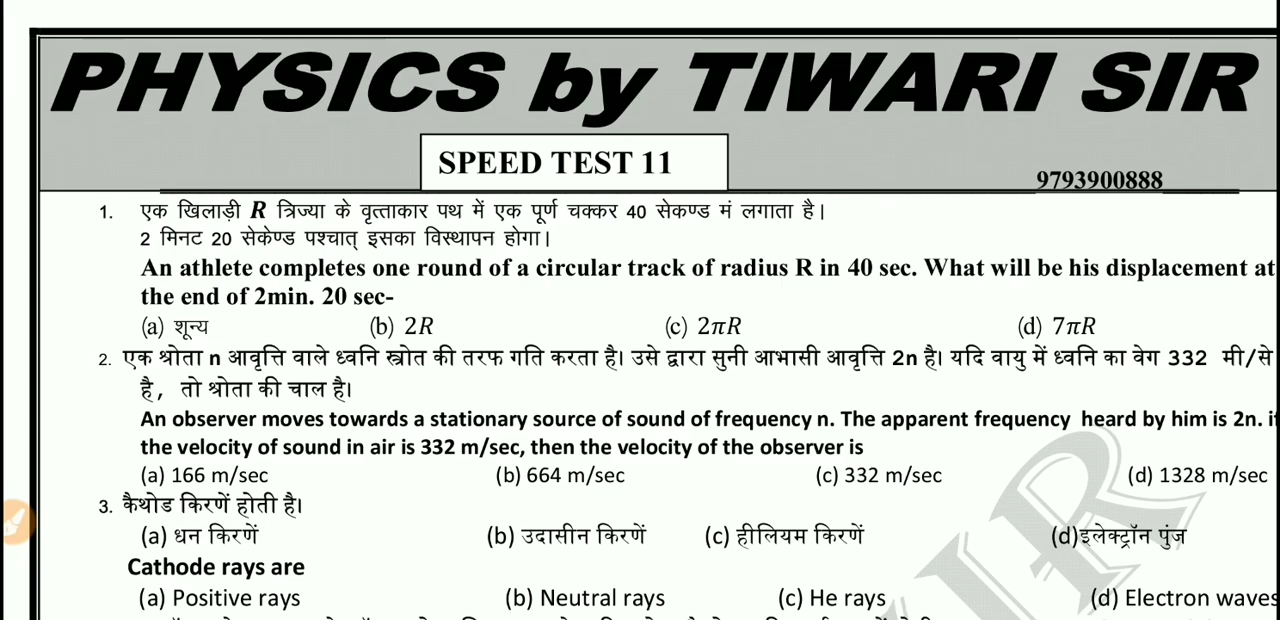 PHYSICS by TIWARI SIR
SPEED TEST 11
9793900888
1. एक खिलाड़ी R त्रिज्या के वृत्ताकार पथ में एक पूर्ण चक्कर 40 सेकण्ड मं लगाता है।
2 मिनट 20 सेकेण्ड पश्चात् इसका विस्थापन होगा।
An athlete completes one round of a circular track of radius R in 40 sec. What will be his displacement at
the end of 2min. 20 sec-
(a) शून्य (b) 2R (c) 2πR (d) 7πR
2. एक श्रोता n आवृत्ति वाले ध्वनि स्त्रोत की तरफ गति करता है। उसे द्वारा सुनी आभासी आवृत्ति 2n है। यदि वायु में ध्वनि का वेग 332 मी/से
है, तो श्रोता की चाल है।
An observer moves towards a stationary source of sound of frequency n. The apparent frequency heard by him is 2n. if
the velocity of sound in air is 332 m/sec, then the velocity of the observer is
(a) 166 m/sec (b) 664 m/sec (c) 332 m/sec (d) 1328 m/sec
3. कैथोड किरणें होती है।
(a) धन किरणें (b) उदासीन किरणें (c) हीलियम किरणें (d)इलेक्ट्रॉन पुंज
Cathode rays are
(a) Positive rays (b) Neutral rays (c) He rays (d) Electron waves